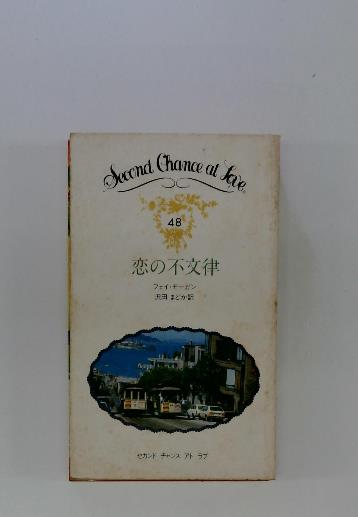 Second Chance at Love
48
恋の不文律
フェイ・モーガン
沢田 まどか 訳
セカンド チャンス アト ラブ